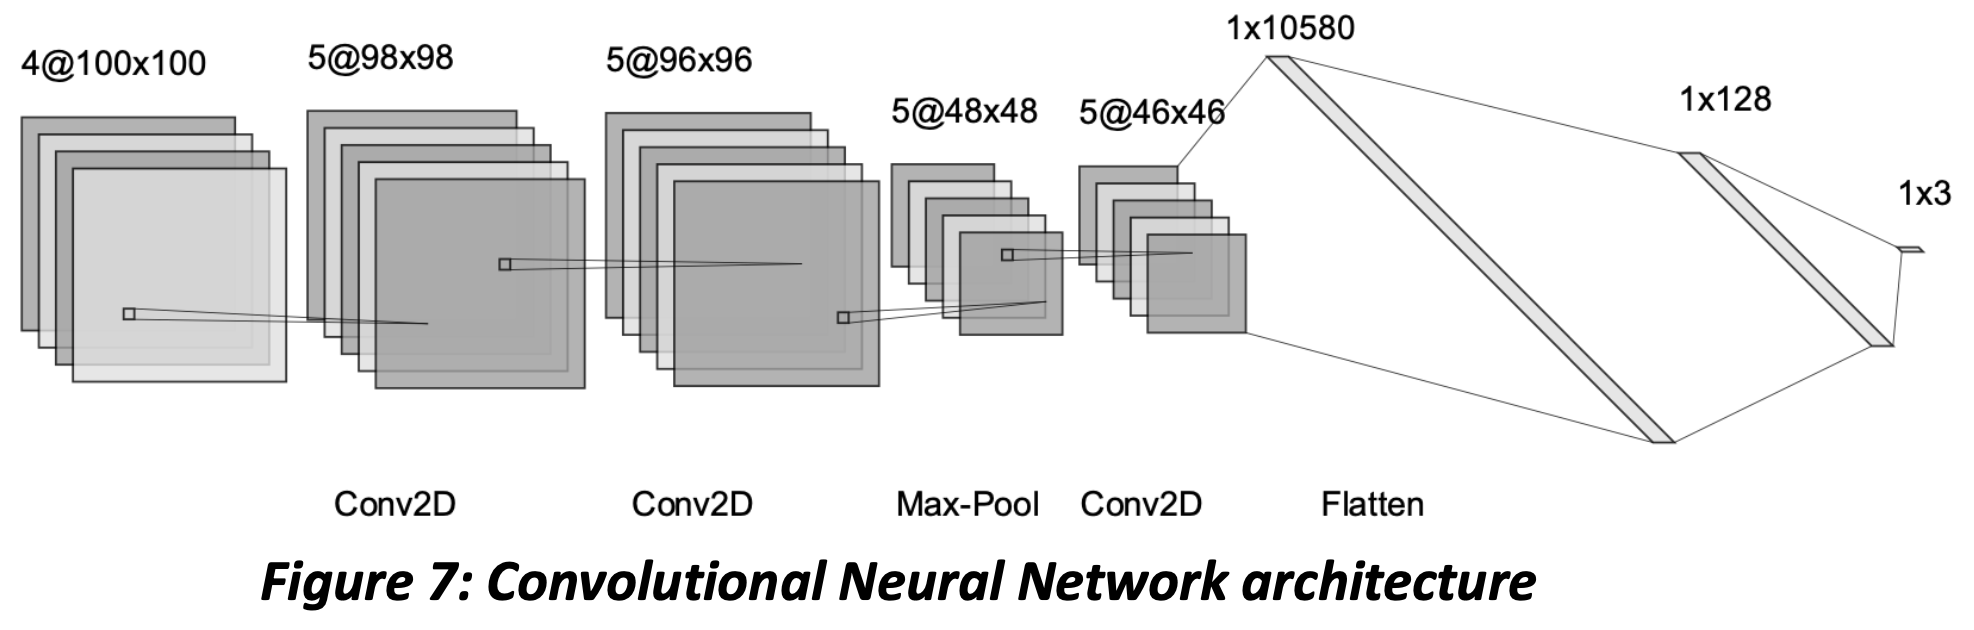 4@100x100
5@98x98
5@96x96
5@48x48
5@46x46
1x10580
1x128
1x3
Conv2D
Conv2D
Max-Pool
Conv2D
Flatten
Figure 7: Convolutional Neural Network architecture